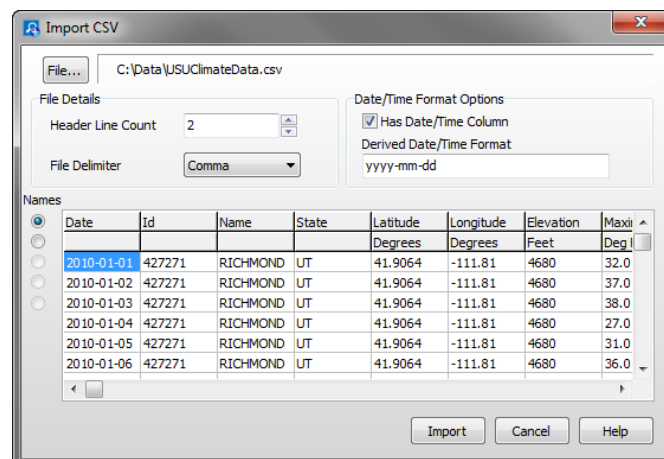 Import CSV
File... C:\Data\USUClimateData.csv
File Details Date/Time Format Options
Header Line Count 2 Has Date/Time Column
Derived Date/Time Format
File Delimiter Comma yyyy-mm-dd
Names
Date Id Name State Latitude Longitude Elevation
Degrees Degrees Feet Deg
2010-01-01 427271 RICHMOND UT 41.9064 -111.81 4680 32.0
2010-01-02 427271 RICHMOND UT 41.9064 -111.81 4680 37.0
2010-01-03 427271 RICHMOND UT 41.9064 -111.81 4680 38.0
2010-01-04 427271 RICHMOND UT 41.9064 -111.81 4680 27.0
2010-01-05 427271 RICHMOND UT 41.9064 -111.81 4680 31.0
2010-01-06 427271 RICHMOND UT 41.9064 -111.81 4680 36.0
Import Cancel Help